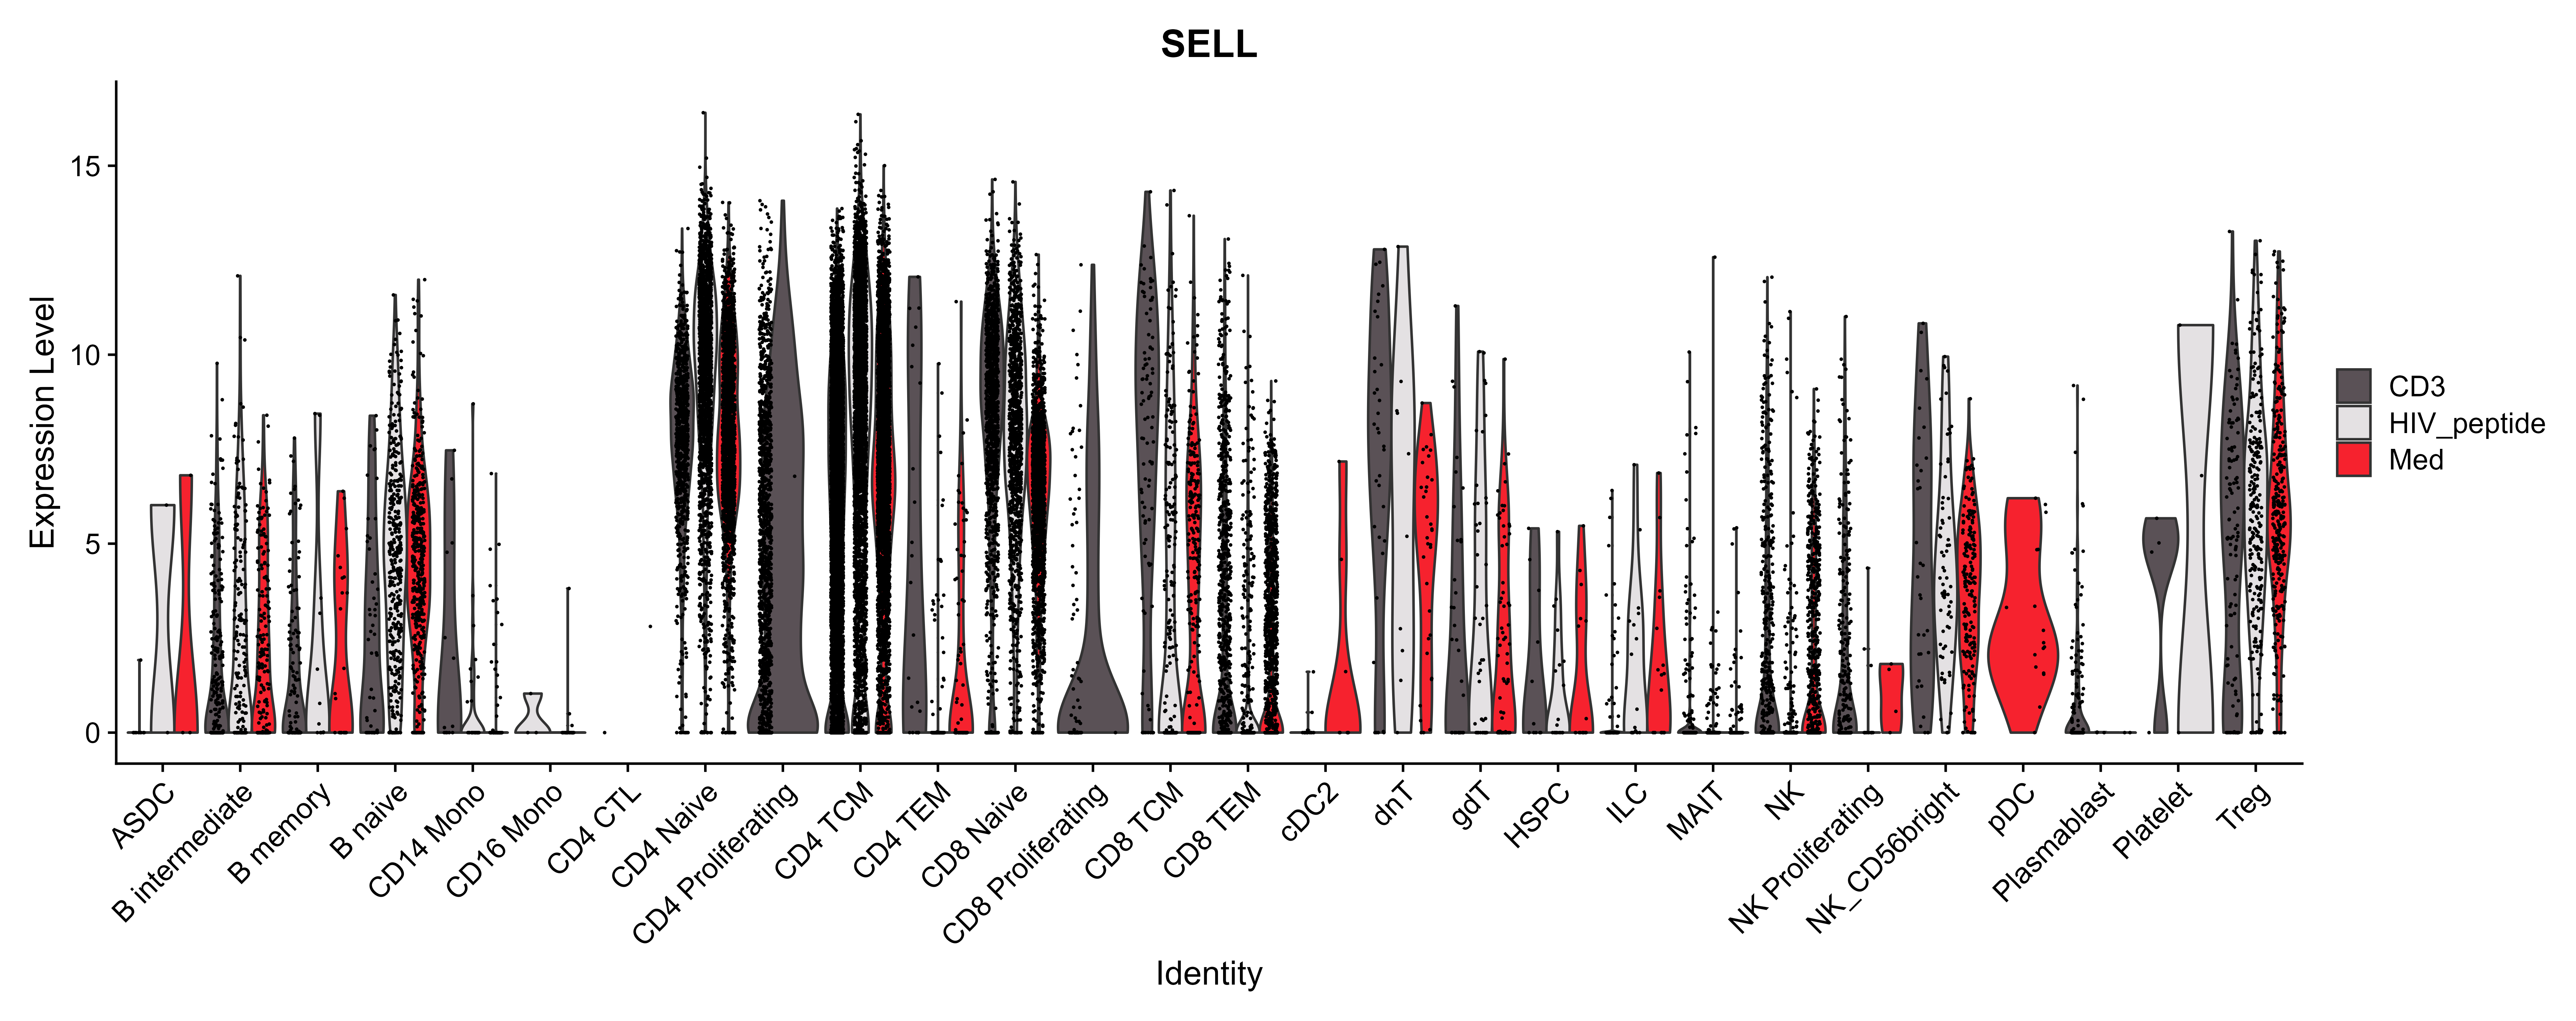 SELL
Expression Level
15
10
5
0
ASDC
B intermediate
B memory
B naive
CD14 Mono
CD16 Mono
CD4 CTL
CD4 Naive
CD4 Proliferating
CD4 TCM
CD4 TEM
CD8 Naive
CD8 Proliferating
CD8 TCM
CD8 TEM
cDC2
dnT
gdT
HSPC
ILC
MAIT
NK
NK Proliferating
NK_CD56bright
pDC
Plasmablast
Platelet
Treg
Identity
CD3
HIV_peptide
Med